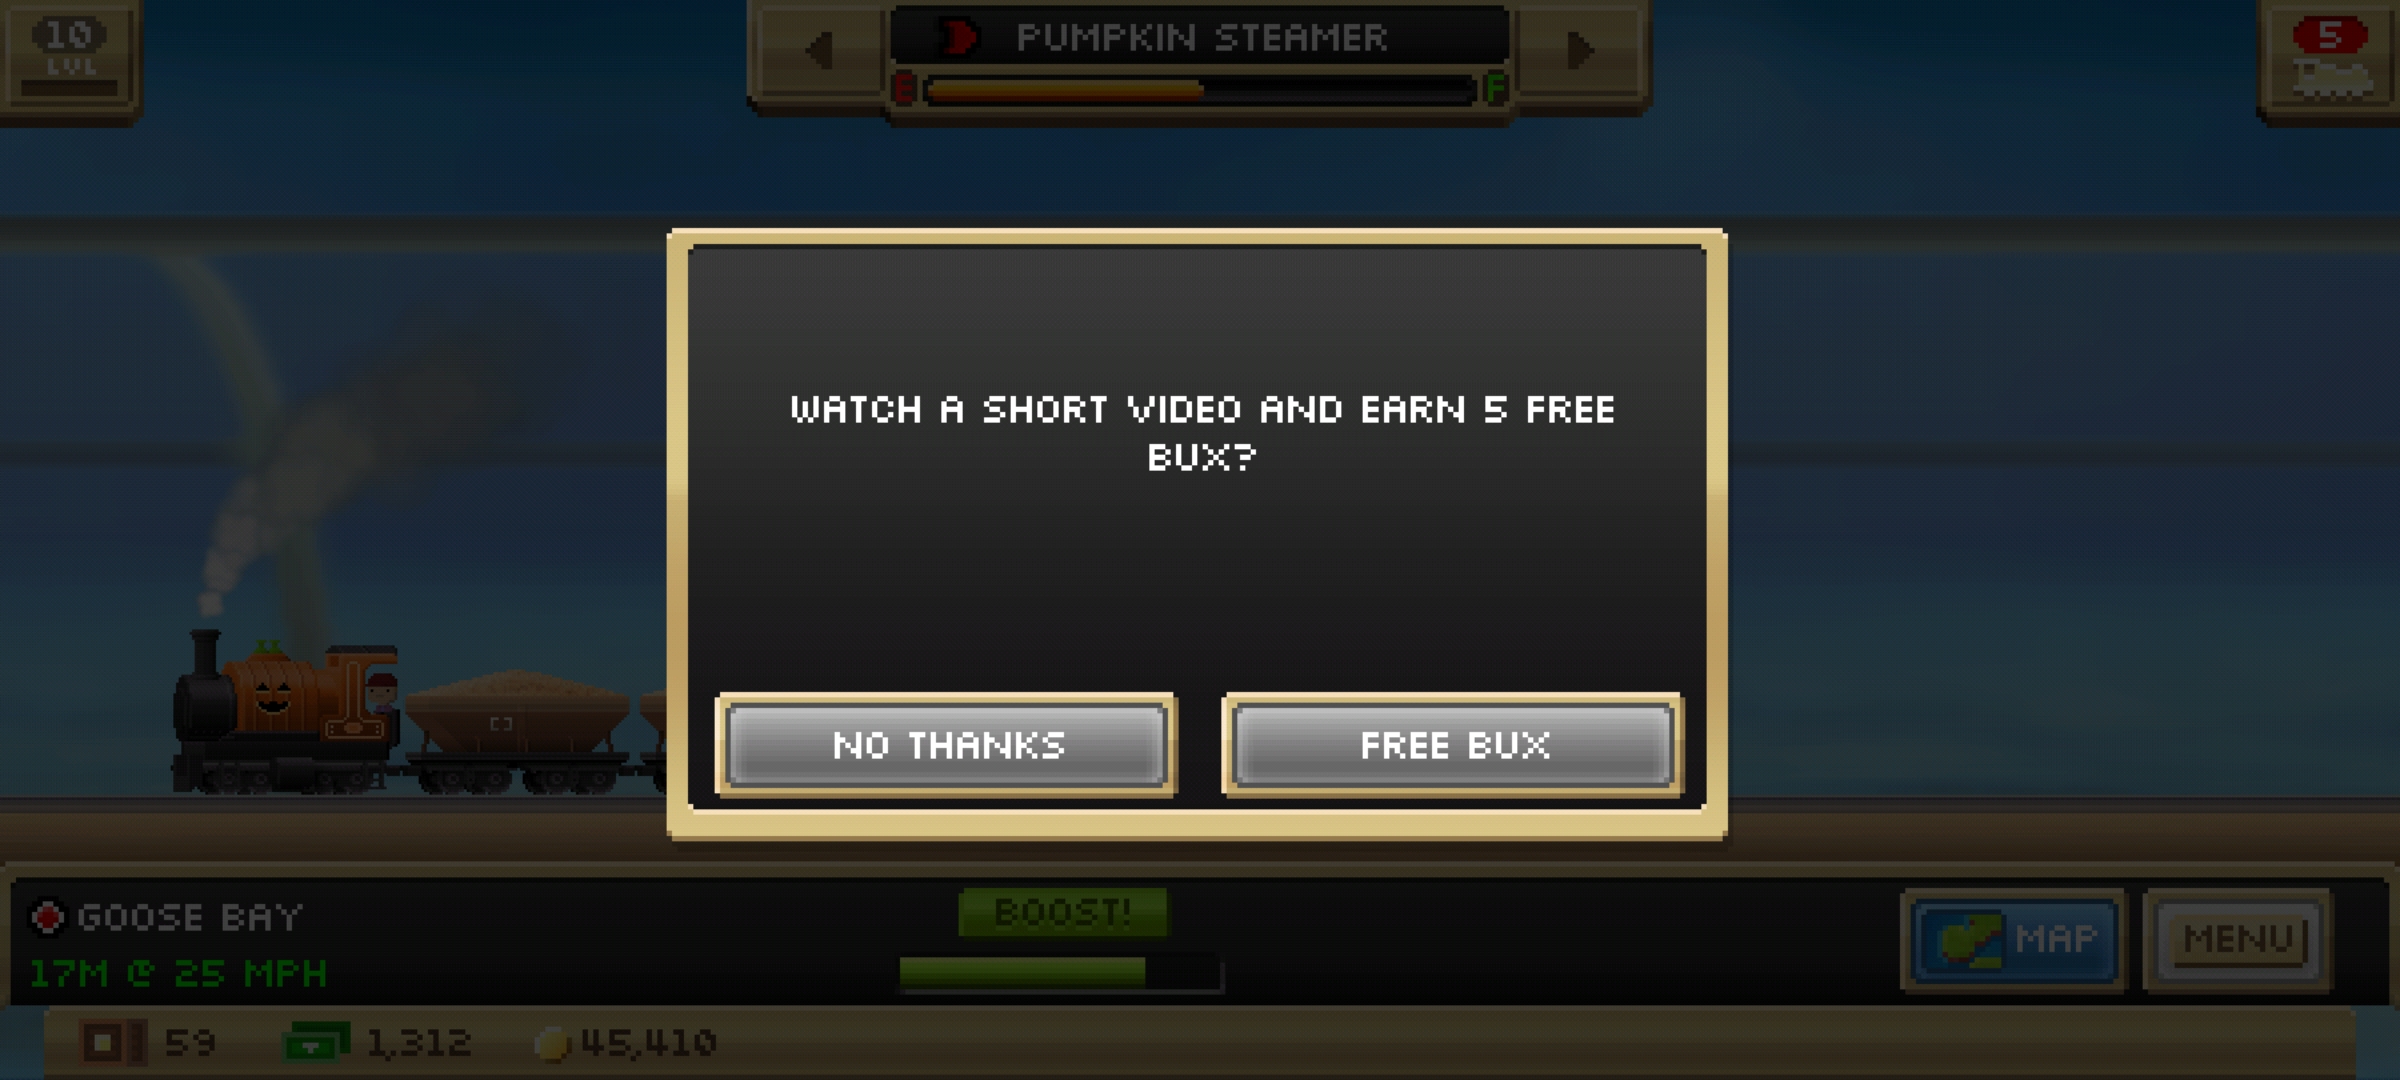 10
LVL
PUMPKIN STEAMER
E
F
5
WATCH A SHORT VIDEO AND EARN 5 FREE
BUX?
NO THANKS
FREE BUX
GOOSE BAY
17M @ 25 MPH
BOOST!
MAP
MENU
59
1,312
45,410